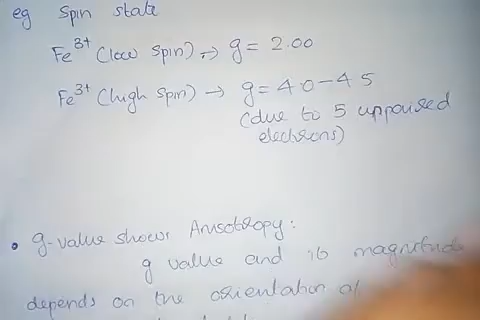 eg spin state
Fe³⁺ (low spin) → g = 2.00
Fe³⁺ (high spin) → g = 4.0 - 4.5
(due to 5 unpaired
electrons)
• g-value shows Anisotropy:
g value and its magnitude
depends on the orientation of